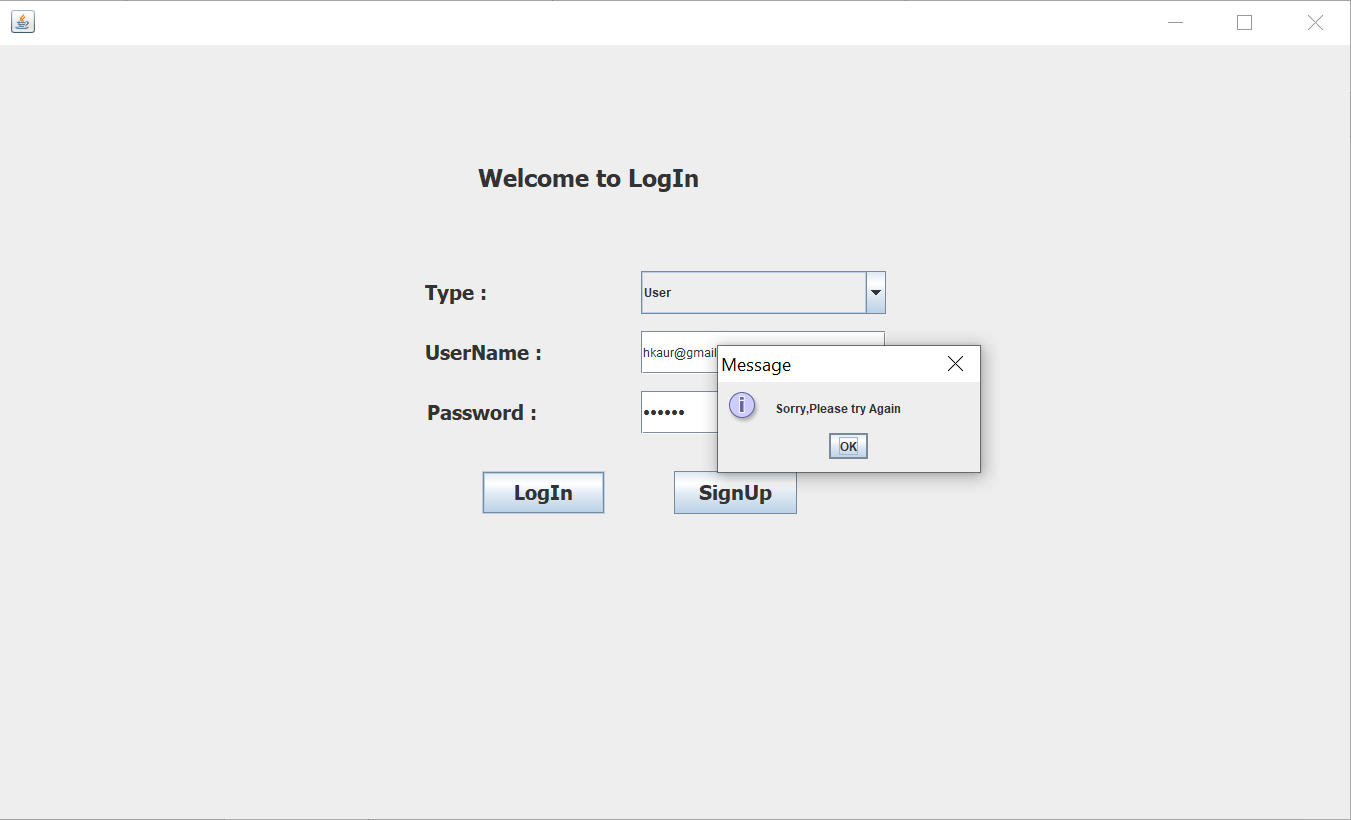 Welcome to LogIn
Type :
User
UserName :
hkaur@gmail
Message
Sorry,Please try Again
OK
Password :
••••••
LogIn
SignUp